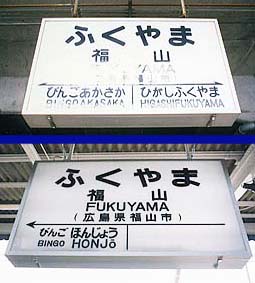 ふくやま
福山
YAMA
びんごあかさか ひがしふくやま
BINGOAKASAKA HIGASHIFUKUYAMA
ふくやま
福山
FUKUYAMA
(広島県福山市)
びんご ほんじょう
BINGO HONJŌ